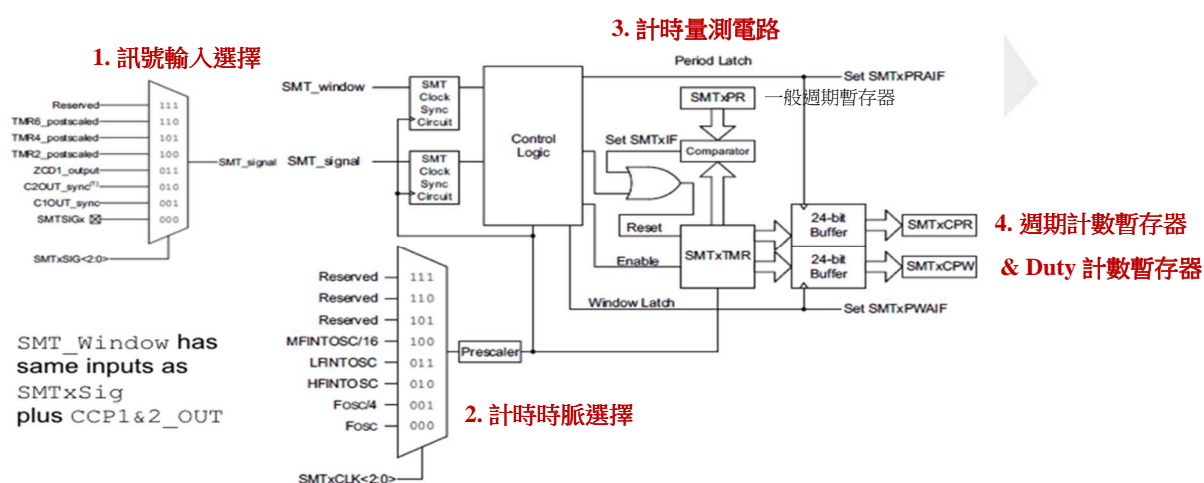 1. 訊號輸入選擇
Reserved
111
TMR6_postscaled
110
TMR4_postscaled
101
TMR2_postscaled
100
ZCD1_output
011
C2OUT_sync(1)
010
C1OUT_sync
001
SMTSIGx
000
SMT_signal
SMTxSIG<2:0>
3. 計時量測電路
SMT_window
SMT
Clock
Sync
Circuit
SMT_signal
SMT
Clock
Sync
Circuit
Control
Logic
Period Latch
Set SMTxPRAIF
SMTxPR
一般週期暫存器
Set SMTxIF
Comparator
Reset
Enable
SMTxTMR
24-bit
Buffer
24-bit
Buffer
SMTxCPR
SMTxCPW
Window Latch
Set SMTxPWAIF
4. 週期計數暫存器
& Duty 計數暫存器
Reserved
111
Reserved
110
Reserved
101
MFINTOSC/16
100
LFINTOSC
011
HFINTOSC
010
Fosc/4
001
Fosc
000
Prescaler
2. 計時時脈選擇
SMTxCLK<2:0>
SMT_Window has
same inputs as
SMTxSig
plus CCP1&2_OUT